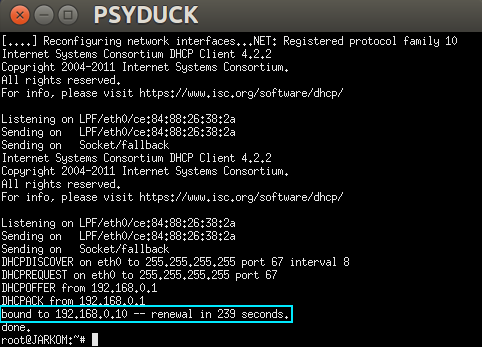 PSYDUCK
[....] Reconfiguring network interfaces...NET: Registered protocol family 10
Internet Systems Consortium DHCP Client 4.2.2
Copyright 2004-2011 Internet Systems Consortium.
All rights reserved.
For info, please visit https://www.isc.org/software/dhcp/

Listening on LPF/eth0/ce:84:88:26:38:2a
Sending on   LPF/eth0/ce:84:88:26:38:2a
Sending on   Socket/fallback
Internet Systems Consortium DHCP Client 4.2.2
Copyright 2004-2011 Internet Systems Consortium.
All rights reserved.
For info, please visit https://www.isc.org/software/dhcp/

Listening on LPF/eth0/ce:84:88:26:38:2a
Sending on   LPF/eth0/ce:84:88:26:38:2a
Sending on   Socket/fallback
DHCPDISCOVER on eth0 to 255.255.255.255 port 67 interval 8
DHCPREQUEST on eth0 to 255.255.255.255 port 67
DHCPOFFER from 192.168.0.1
DHCPACK from 192.168.0.1
bound to 192.168.0.10 -- renewal in 239 seconds.
done.
root@JARKOM:~#